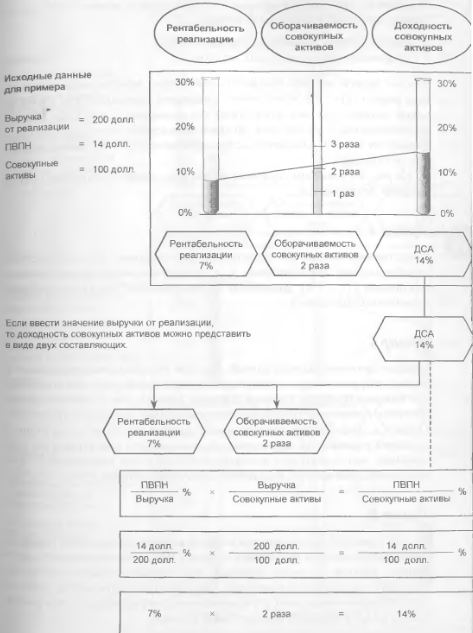 Рентабельность
реализации
Оборачиваемость
совокупных
активов
Доходность
совокупных
активов
Исходные данные
для примера
Выручка
от реализации = 200 долл.
ПВПН = 14 долл.
Совокупные
активы = 100 долл.
30%
20%
10%
0%
3 раза
2 раза
1 раз
30%
20%
10%
0%
Рентабельность
реализации
7%
Оборачиваемость
совокупных активов
2 раза
ДСА
14%
Если ввести значение выручки от реализации,
то доходность совокупных активов можно представить
в виде двух составляющих.
ДСА
14%
Рентабельность
реализации
7%
Оборачиваемость
совокупных активов
2 раза
ПВПН / Выручка % × Выручка / Совокупные активы = ПВПН / Совокупные активы %
14 долл. / 200 долл. % × 200 долл. / 100 долл. = 14 долл. / 100 долл. %
7% × 2 раза = 14%